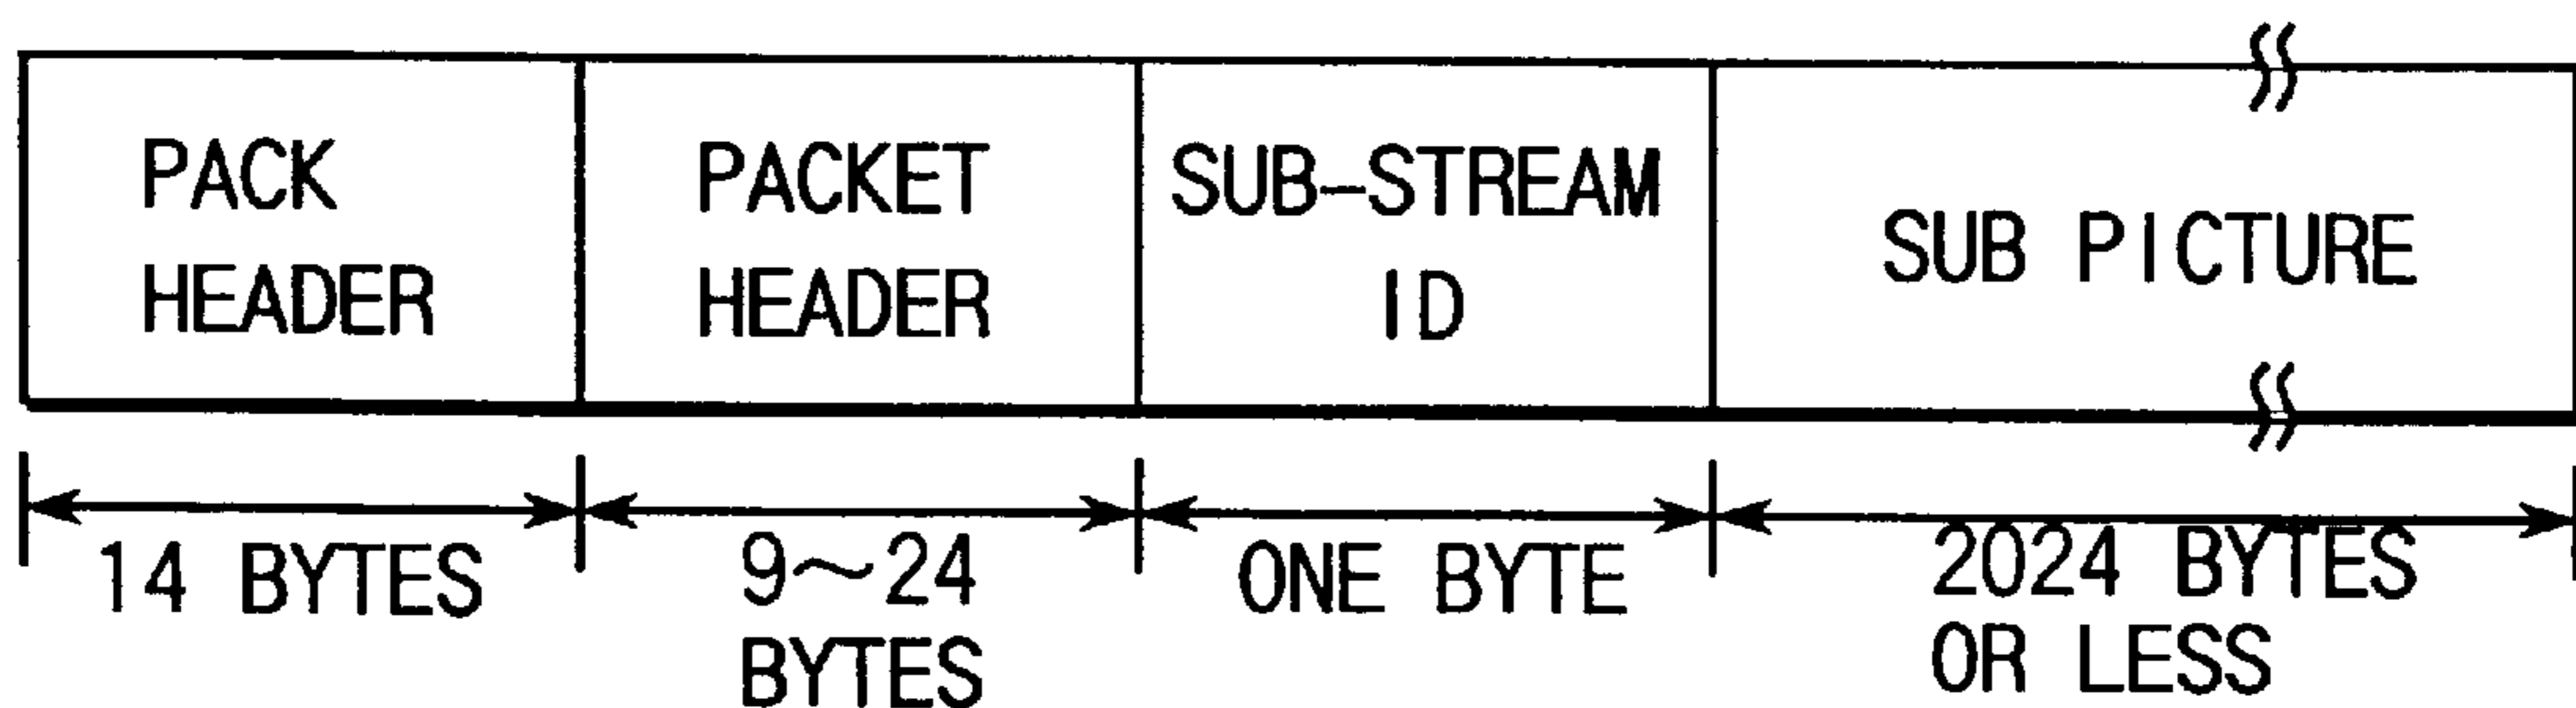 PACK
HEADER
PACKET
HEADER
SUB-STREAM
ID
SUB PICTURE
14 BYTES
9~24
BYTES
ONE BYTE
2024 BYTES
OR LESS